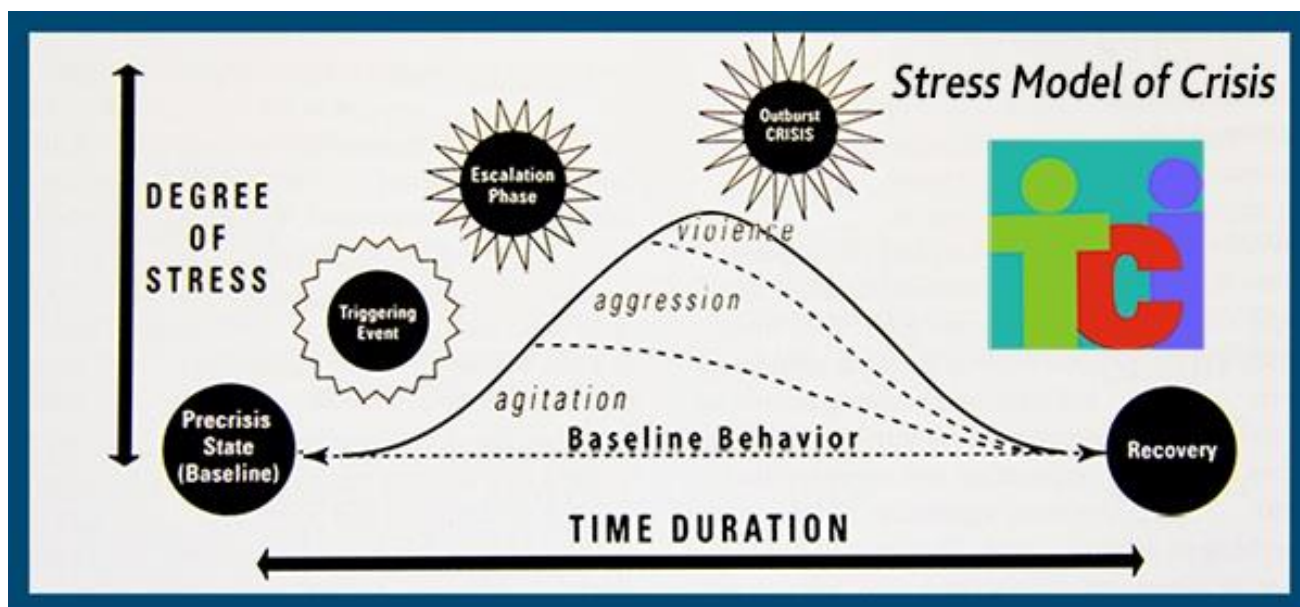 Stress Model of Crisis
TCI
DEGREE
OF
STRESS
Outburst
CRISIS
Escalation
Phase
Triggering
Event
violence
aggression
agitation
Precrisis
State
(Baseline)
Baseline Behavior
Recovery
TIME DURATION